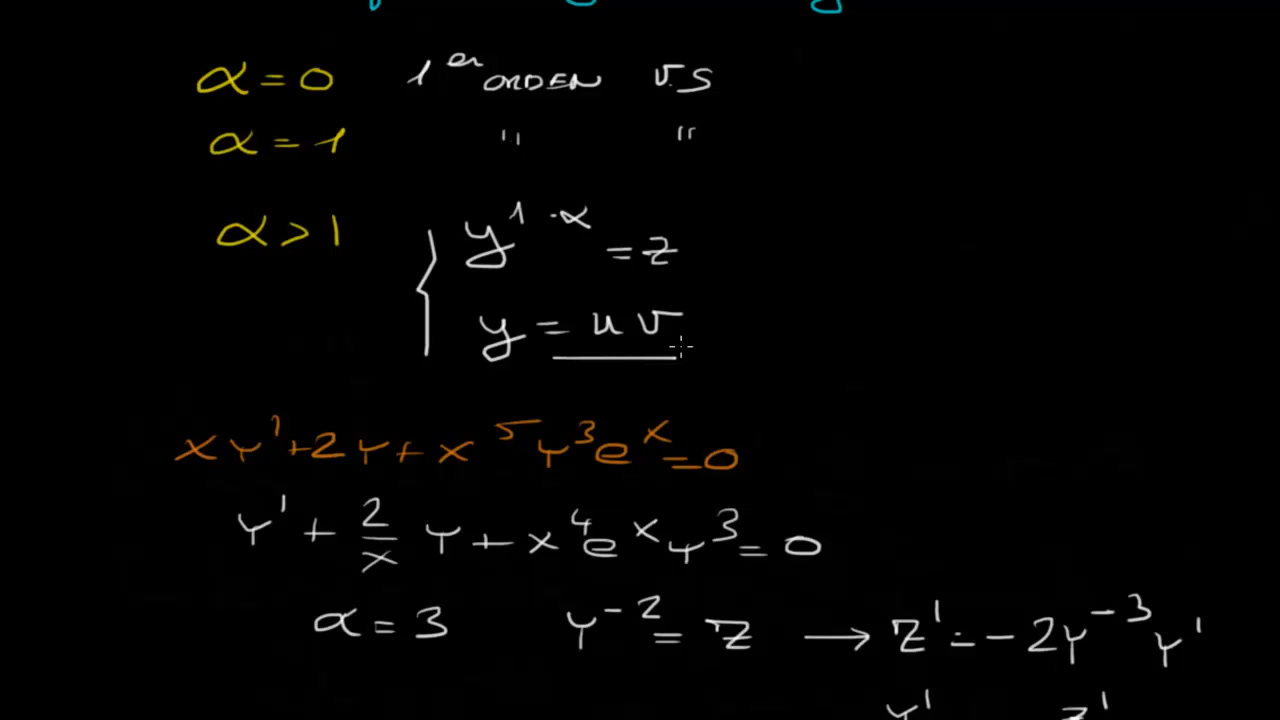 α = 0 1er ORDEN V.S
α = 1 " "
α > 1 { y^1-α = z
y = u v
xy' + 2y + x^5 y^3 e^x = 0
y' + 2/x y + x^4 e^x y^3 = 0
α = 3 y^-2 = z → z' = -2y^-3 y'